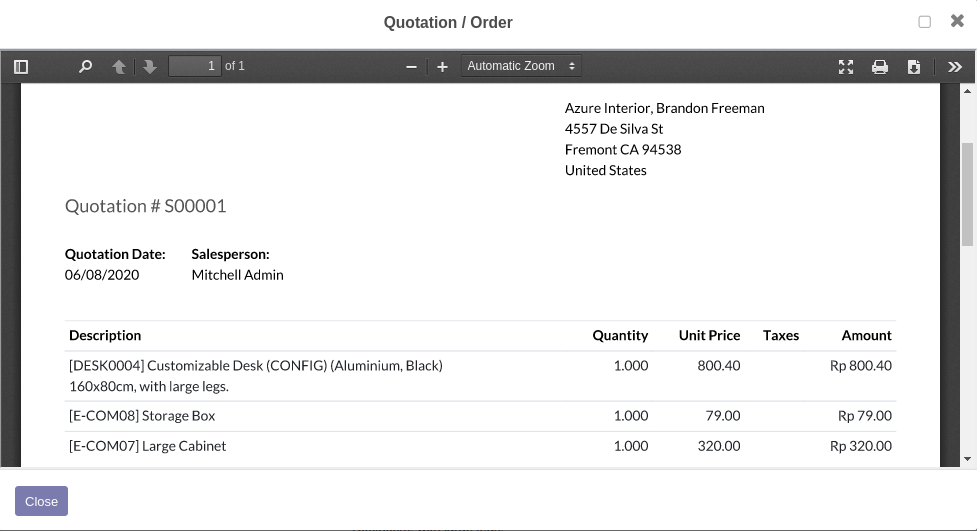 Quotation / Order
1 of 1
Automatic Zoom
Azure Interior, Brandon Freeman
4557 De Silva St
Fremont CA 94538
United States
Quotation # S00001
Quotation Date: Salesperson:
06/08/2020 Mitchell Admin
Description Quantity Unit Price Taxes Amount
[DESK0004] Customizable Desk (CONFIG) (Aluminium, Black) 1.000 800.40 Rp 800.40
160x80cm, with large legs.
[E-COM08] Storage Box 1.000 79.00 Rp 79.00
[E-COM07] Large Cabinet 1.000 320.00 Rp 320.00
Close